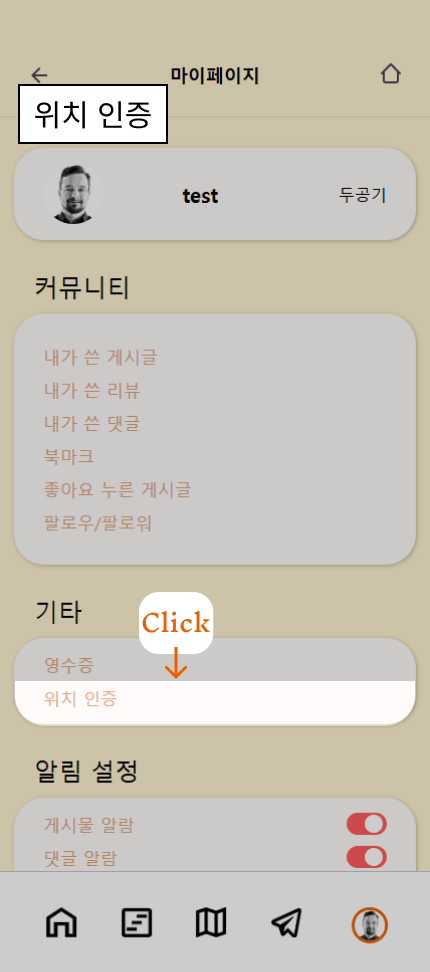 마이페이지
위치 인증
test
두공기
커뮤니티
내가 쓴 게시글
내가 쓴 리뷰
내가 쓴 댓글
북마크
좋아요 누른 게시글
팔로우/팔로워
기타
Click
영수증
위치 인증
알림 설정
게시물 알람
댓글 알람